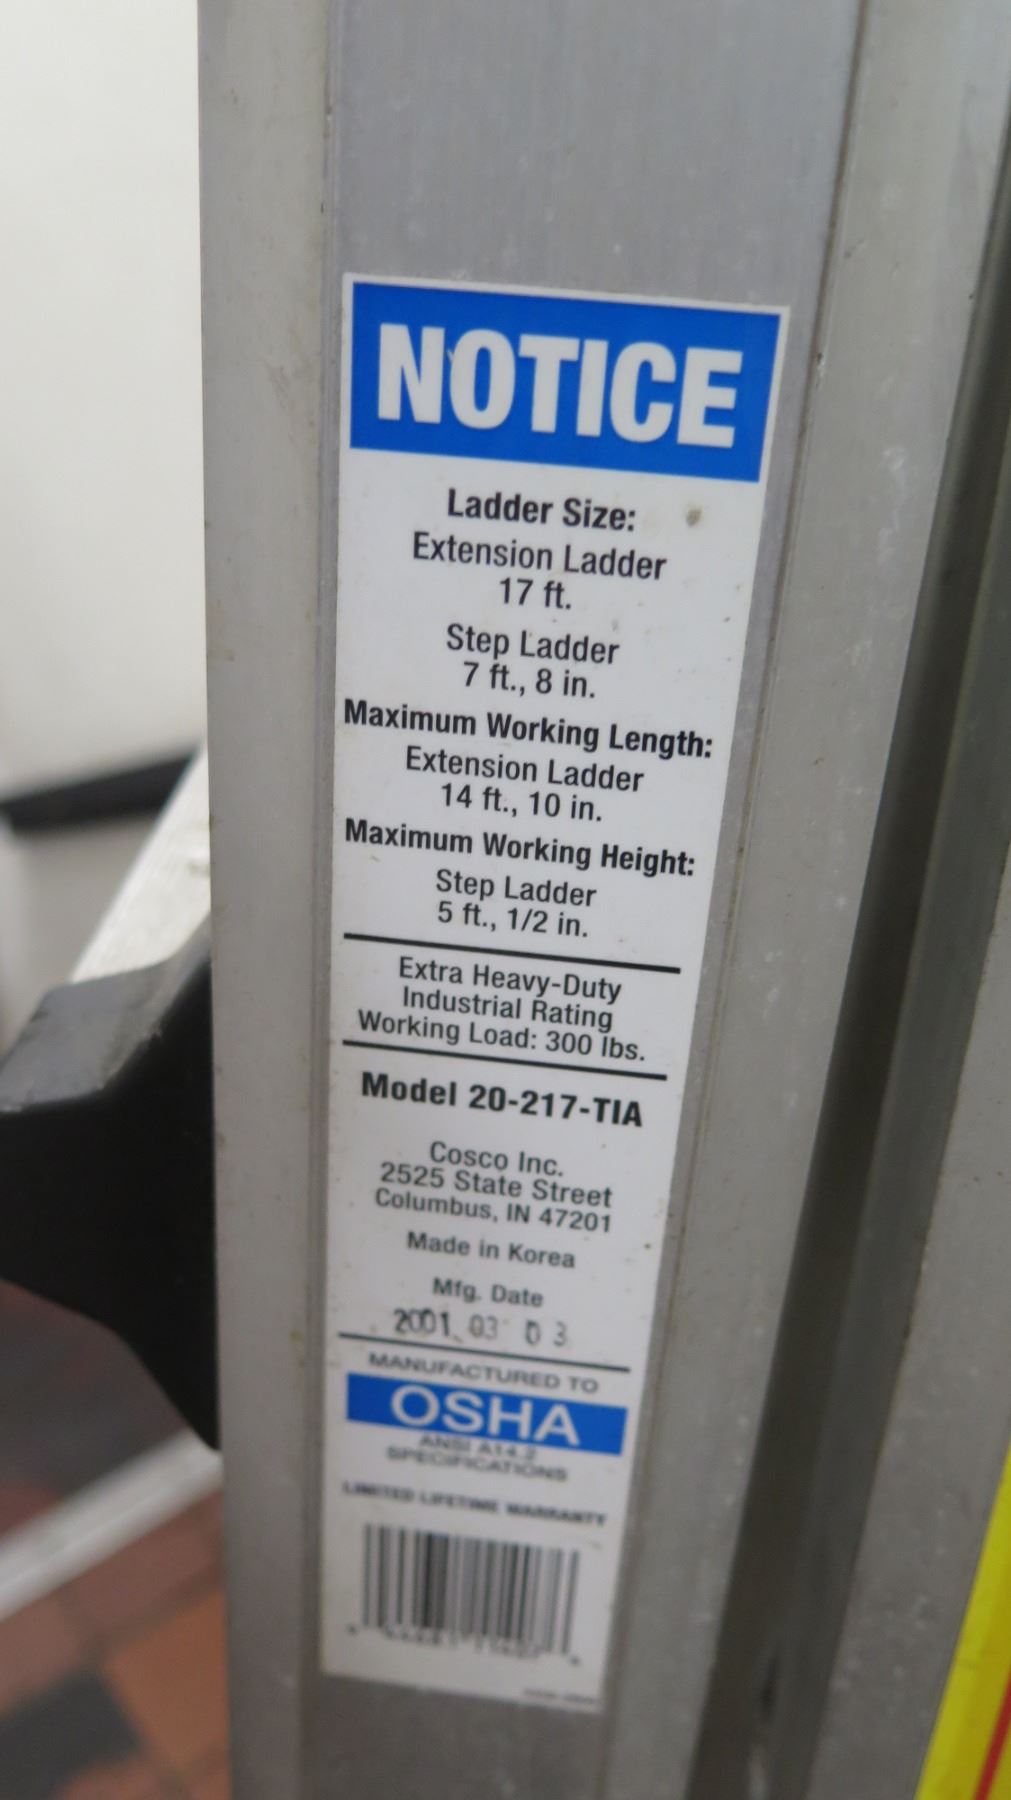 NOTICE
Ladder Size:
Extension Ladder
17 ft.
Step Ladder
7 ft., 8 in.
Maximum Working Length:
Extension Ladder
14 ft., 10 in.
Maximum Working Height:
Step Ladder
5 ft., 1/2 in.
Extra Heavy-Duty
Industrial Rating
Working Load: 300 lbs.
Model 20-217-TIA
Cosco Inc.
2525 State Street
Columbus, IN 47201
Made in Korea
Mfg. Date
2001. 03 03
MANUFACTURED TO
OSHA
ANSI A14.2
SPECIFICATIONS
LIMITED LIFETIME WARRANTY